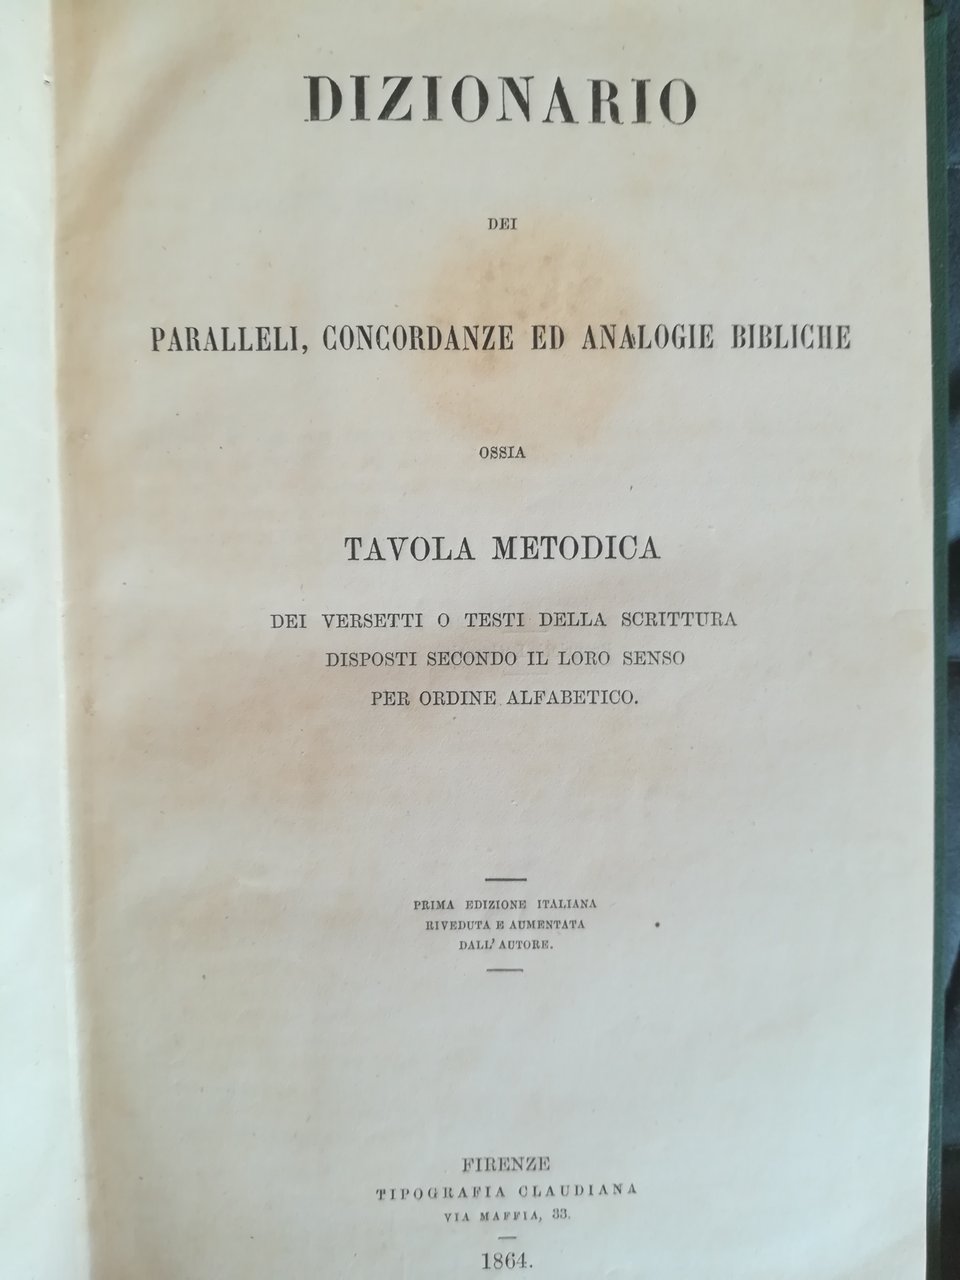 DIZIONARIO
DEI
PARALLELI, CONCORDANZE ED ANALOGIE BIBLICHE
OSSIA
TAVOLA METODICA
DEI VERSETTI O TESTI DELLA SCRITTURA
DISPOSTI SECONDO IL LORO SENSO
PER ORDINE ALFABETICO.
PRIMA EDIZIONE ITALIANA
RIVEDUTA E AUMENTATA
DALL' AUTORE.
FIRENZE
TIPOGRAFIA CLAUDIANA
VIA MAFFIA, 33.
1864.